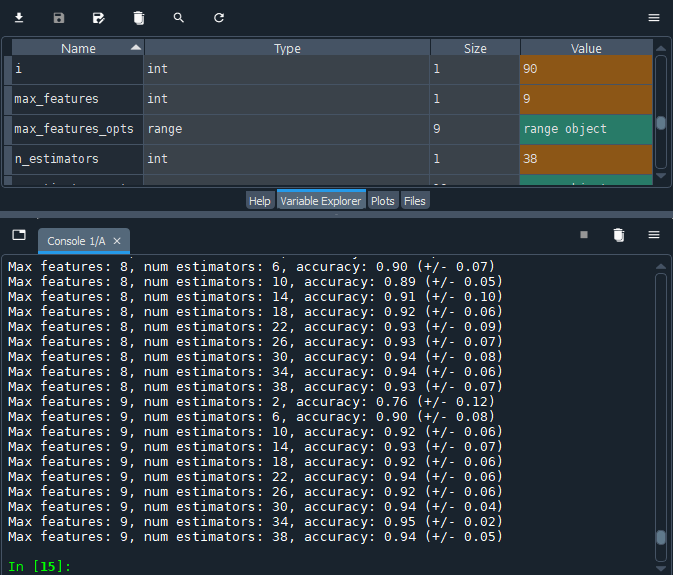 Name Type Size Value
i int 1 90
max_features int 1 9
max_features_opts range 9 range object
n_estimators int 1 38
Help Variable Explorer Plots Files
Console 1/A ×
Max features: 8, num estimators: 6, accuracy: 0.90 (+/- 0.07)
Max features: 8, num estimators: 10, accuracy: 0.89 (+/- 0.05)
Max features: 8, num estimators: 14, accuracy: 0.91 (+/- 0.10)
Max features: 8, num estimators: 18, accuracy: 0.92 (+/- 0.06)
Max features: 8, num estimators: 22, accuracy: 0.93 (+/- 0.09)
Max features: 8, num estimators: 26, accuracy: 0.93 (+/- 0.07)
Max features: 8, num estimators: 30, accuracy: 0.94 (+/- 0.08)
Max features: 8, num estimators: 34, accuracy: 0.94 (+/- 0.06)
Max features: 8, num estimators: 38, accuracy: 0.93 (+/- 0.07)
Max features: 9, num estimators: 2, accuracy: 0.76 (+/- 0.12)
Max features: 9, num estimators: 6, accuracy: 0.90 (+/- 0.08)
Max features: 9, num estimators: 10, accuracy: 0.92 (+/- 0.06)
Max features: 9, num estimators: 14, accuracy: 0.93 (+/- 0.07)
Max features: 9, num estimators: 18, accuracy: 0.92 (+/- 0.06)
Max features: 9, num estimators: 22, accuracy: 0.94 (+/- 0.06)
Max features: 9, num estimators: 26, accuracy: 0.92 (+/- 0.06)
Max features: 9, num estimators: 30, accuracy: 0.94 (+/- 0.04)
Max features: 9, num estimators: 34, accuracy: 0.95 (+/- 0.02)
Max features: 9, num estimators: 38, accuracy: 0.94 (+/- 0.05)
In [15]: